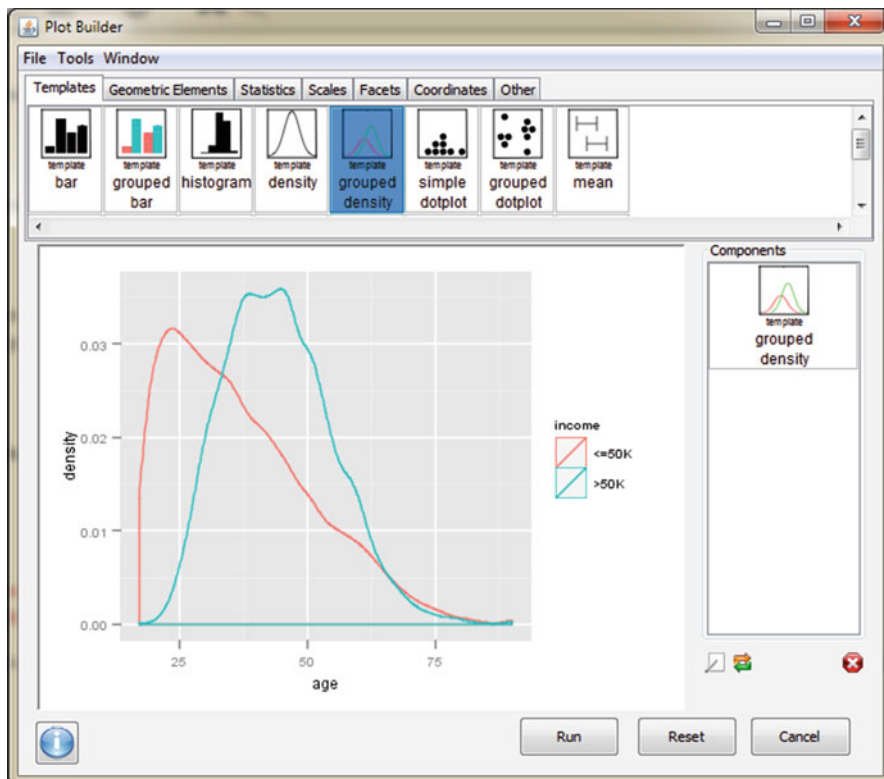 Plot Builder
File Tools Window
Templates Geometric Elements Statistics Scales Facets Coordinates Other
template
bar
template
grouped
bar
template
histogram
template
density
template
grouped
density
template
simple
dotplot
template
grouped
dotplot
template
mean
Components
template
grouped
density
0.03
0.02
0.01
0.00
density
25
50
75
age
income
<=50K
>50K
Run
Reset
Cancel